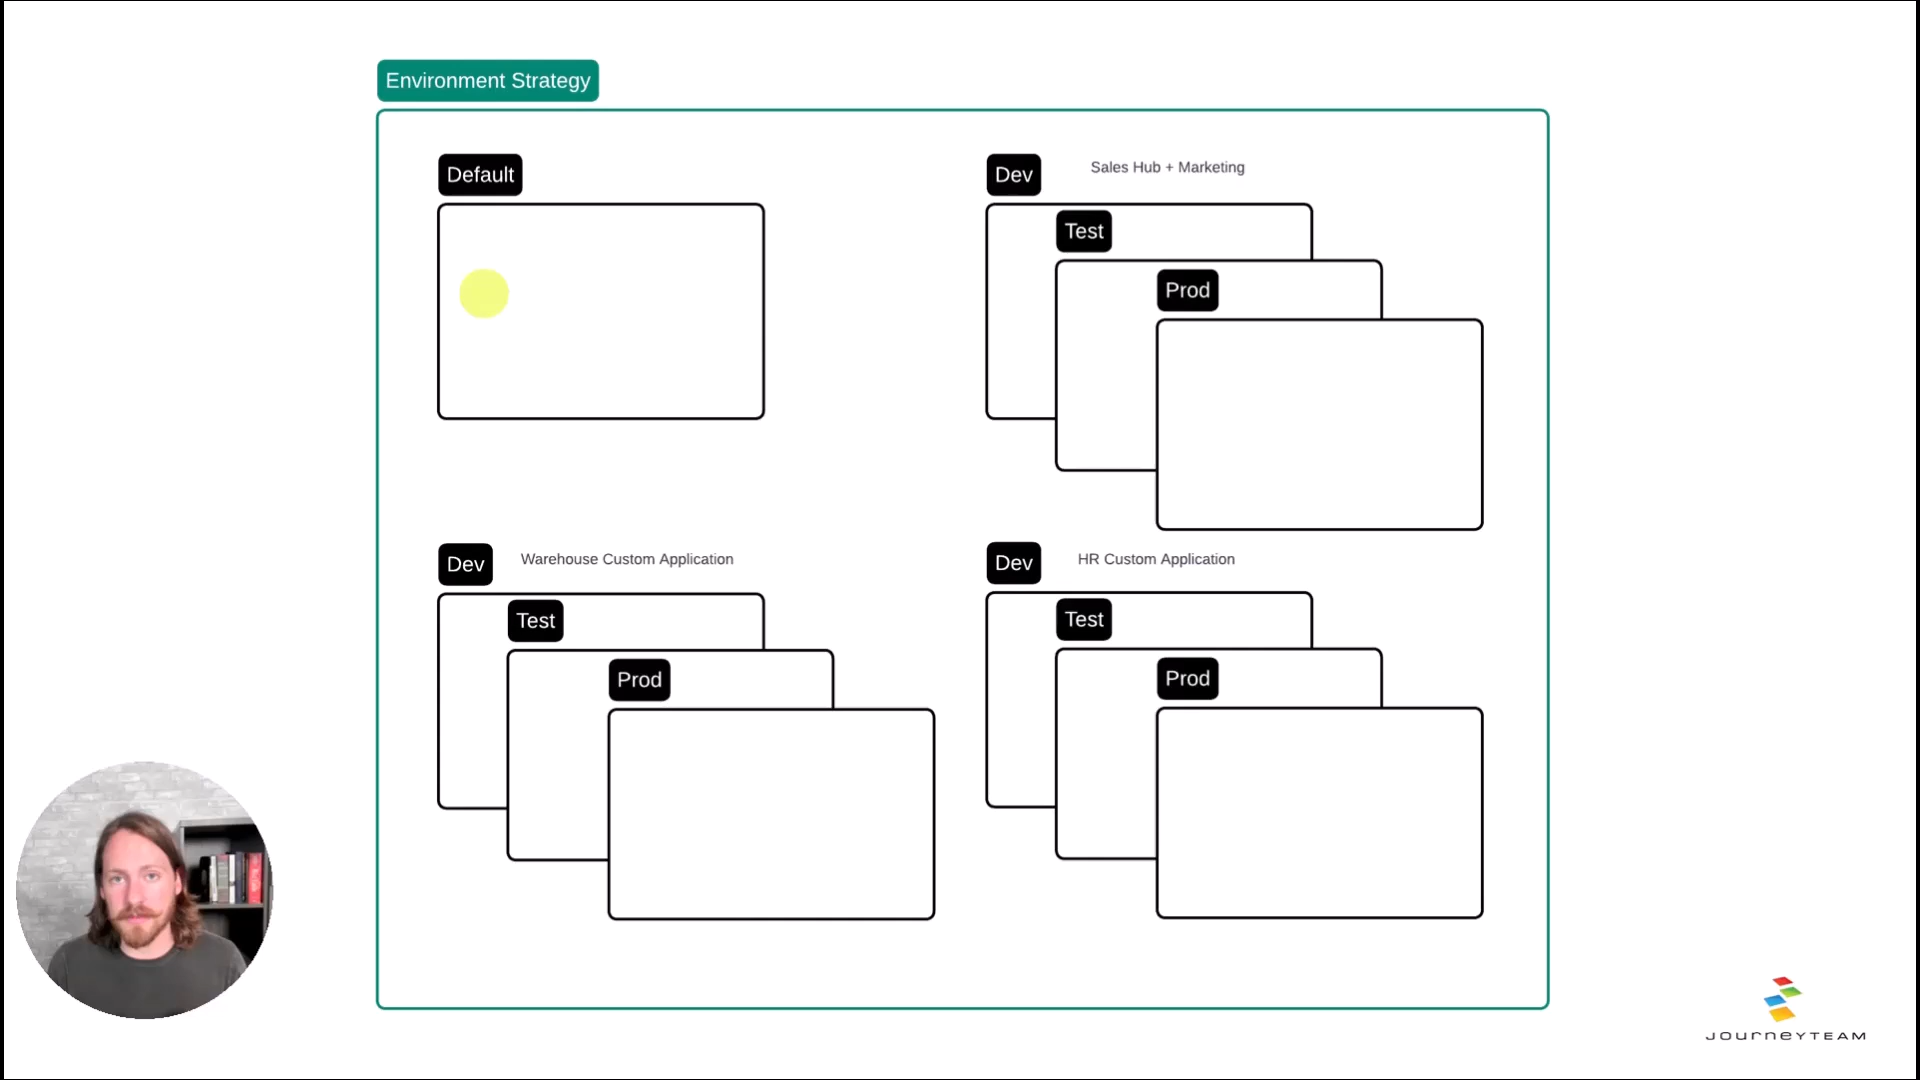 Environment Strategy
Default
Dev
Sales Hub + Marketing
Test
Prod
Dev
Warehouse Custom Application
Test
Prod
Dev
HR Custom Application
Test
Prod
JOURNEYTEAM